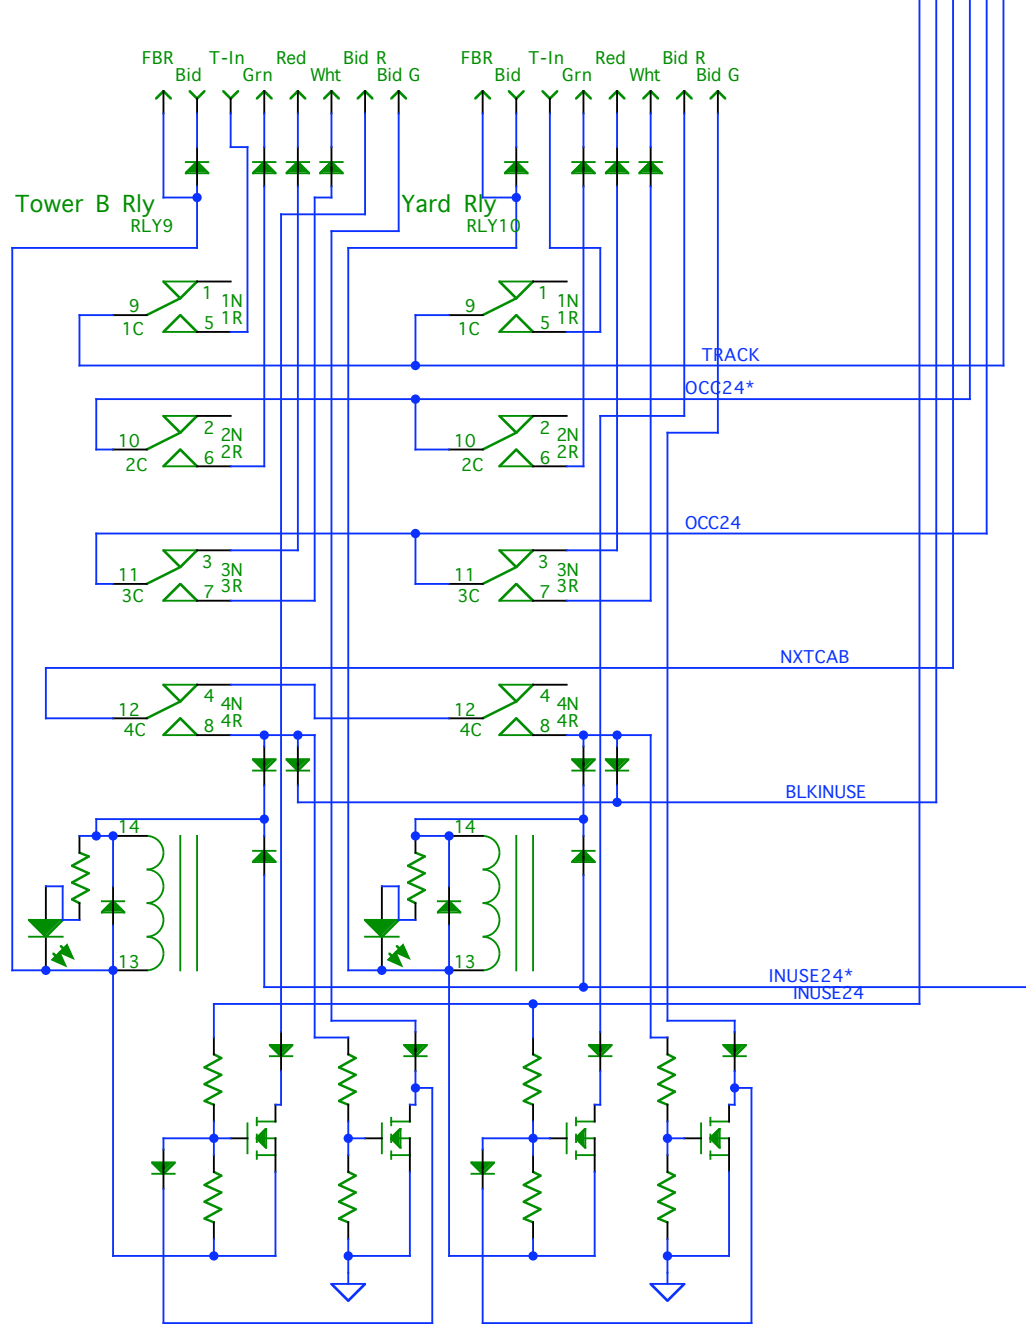 FBR T-In Red Bid R FBR T-In Red Bid R
Bid Grn Wht Bid G Bid Grn Wht Bid G
Tower B Rly Yard Rly
RLY9 RLY10
1 1
9 1N 9 1N
5 1R 5 1R
1C 1C
TRACK
OCC24*
2 2
10 2N 10 2N
6 2R 6 2R
2C 2C
OCC24
3 3
11 3N 11 3N
7 3R 7 3R
3C 3C
NXTCAB
4 4
12 4N 12 4N
8 4R 8 4R
4C 4C
BLKINUSE
14 14
13 13
INUSE24*
INUSE24